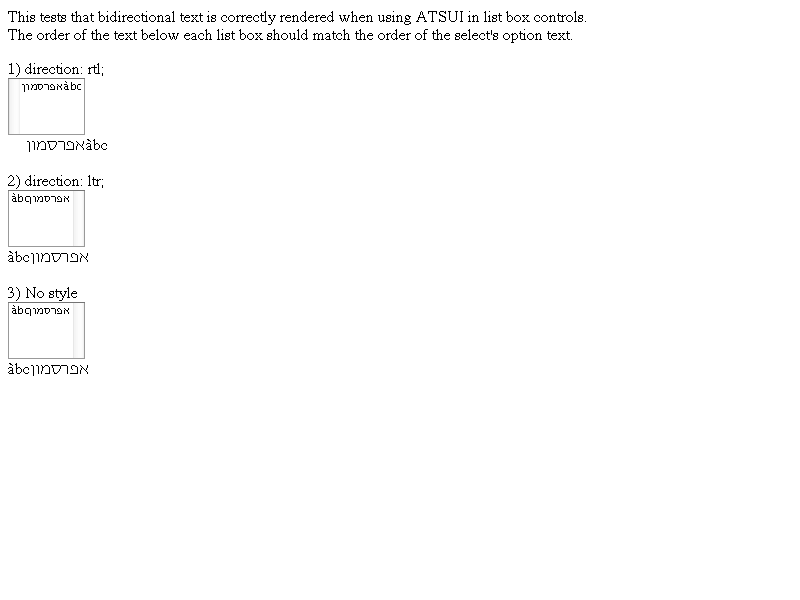 This tests that bidirectional text is correctly rendered when using ATSUI in list box controls.
The order of the text below each list box should match the order of the select's option text.
1) direction: rtl;
àbcאפרסמון
àbcאפרסמון
2) direction: ltr;
àbcאפרסמון
àbcאפרסמון
3) No style
àbcאפרסמון
àbcאפרסמון